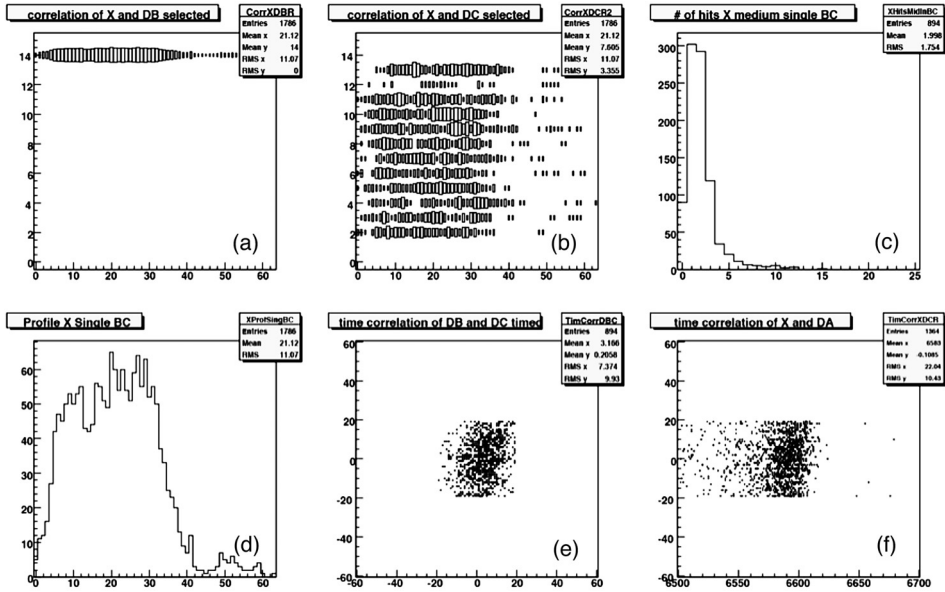 correlation of X and DB selected
CorrXDBR
Entries 1786
Mean x 21.12
Mean y 14
RMS x 11.07
RMS y 0
14
12
10
8
6
4
2
0
(a)
0 10 20 30 40 50 60
correlation of X and DC selected
CorrXDCR2
Entries 1786
Mean x 21.12
Mean y 7.605
RMS x 11.07
RMS y 3.355
14
12
10
8
6
4
2
0
(b)
0 10 20 30 40 50 60
# of hits X medium single BC
XHitsMidInBC
Entries 894
Mean 1.998
RMS 1.754
300
250
200
150
100
50
0
(c)
0 5 10 15 20 25
Profile X Single BC
XProfSingBC
Entries 1786
Mean 21.12
RMS 11.07
60
50
40
30
20
10
0
(d)
0 10 20 30 40 50 60
time correlation of DB and DC timed
TimCorrDBC
Entries 894
Mean x 3.166
Mean y 0.2058
RMS x 7.374
RMS y 9.93
60
40
20
0
-20
-40
-60
(e)
-60 -40 -20 0 20 40 60
time correlation of X and DA
TimCorrXDCR
Entries 1364
Mean x 6583
Mean y -0.1085
RMS x 22.04
RMS y 10.43
60
40
20
0
-20
-40
-60
(f)
6500 6550 6600 6650 6700